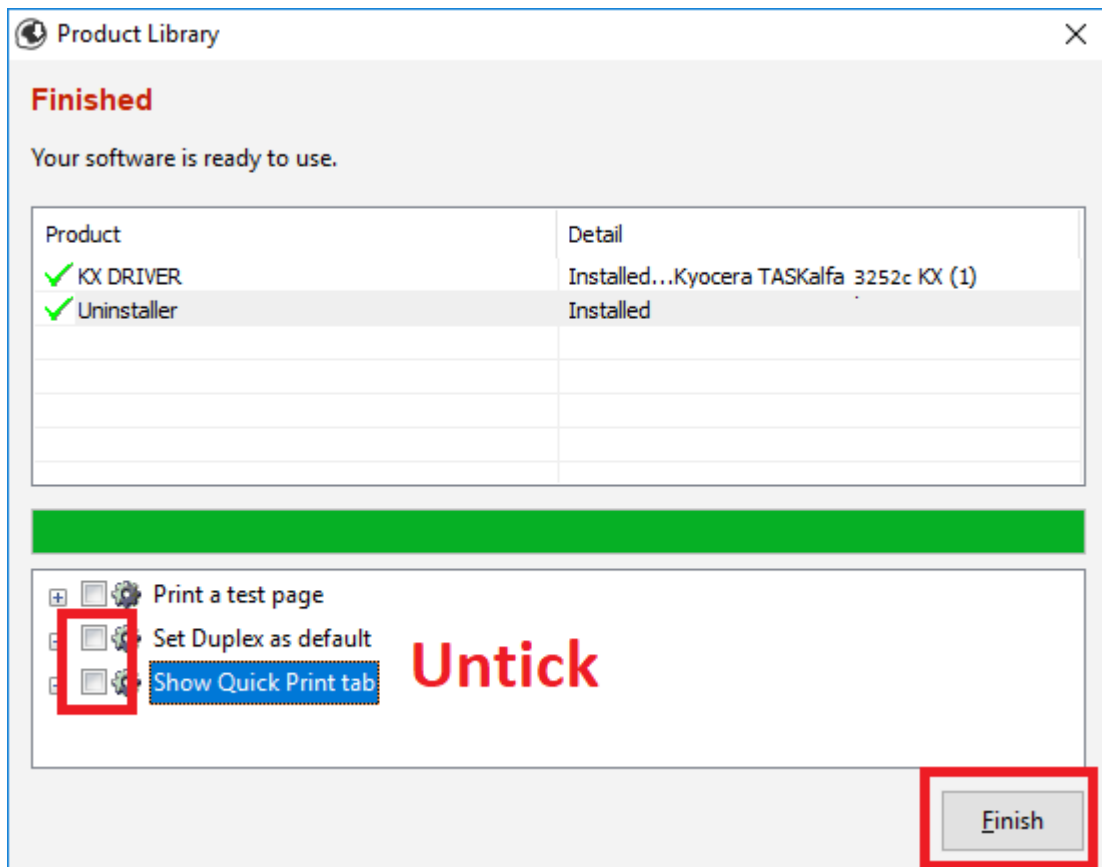 Product Library
Finished
Your software is ready to use.
Product Detail
KX DRIVER Installed...Kyocera TASKalfa 3252c KX (1)
Uninstaller Installed
Print a test page
Set Duplex as default
Show Quick Print tab
Untick
Finish